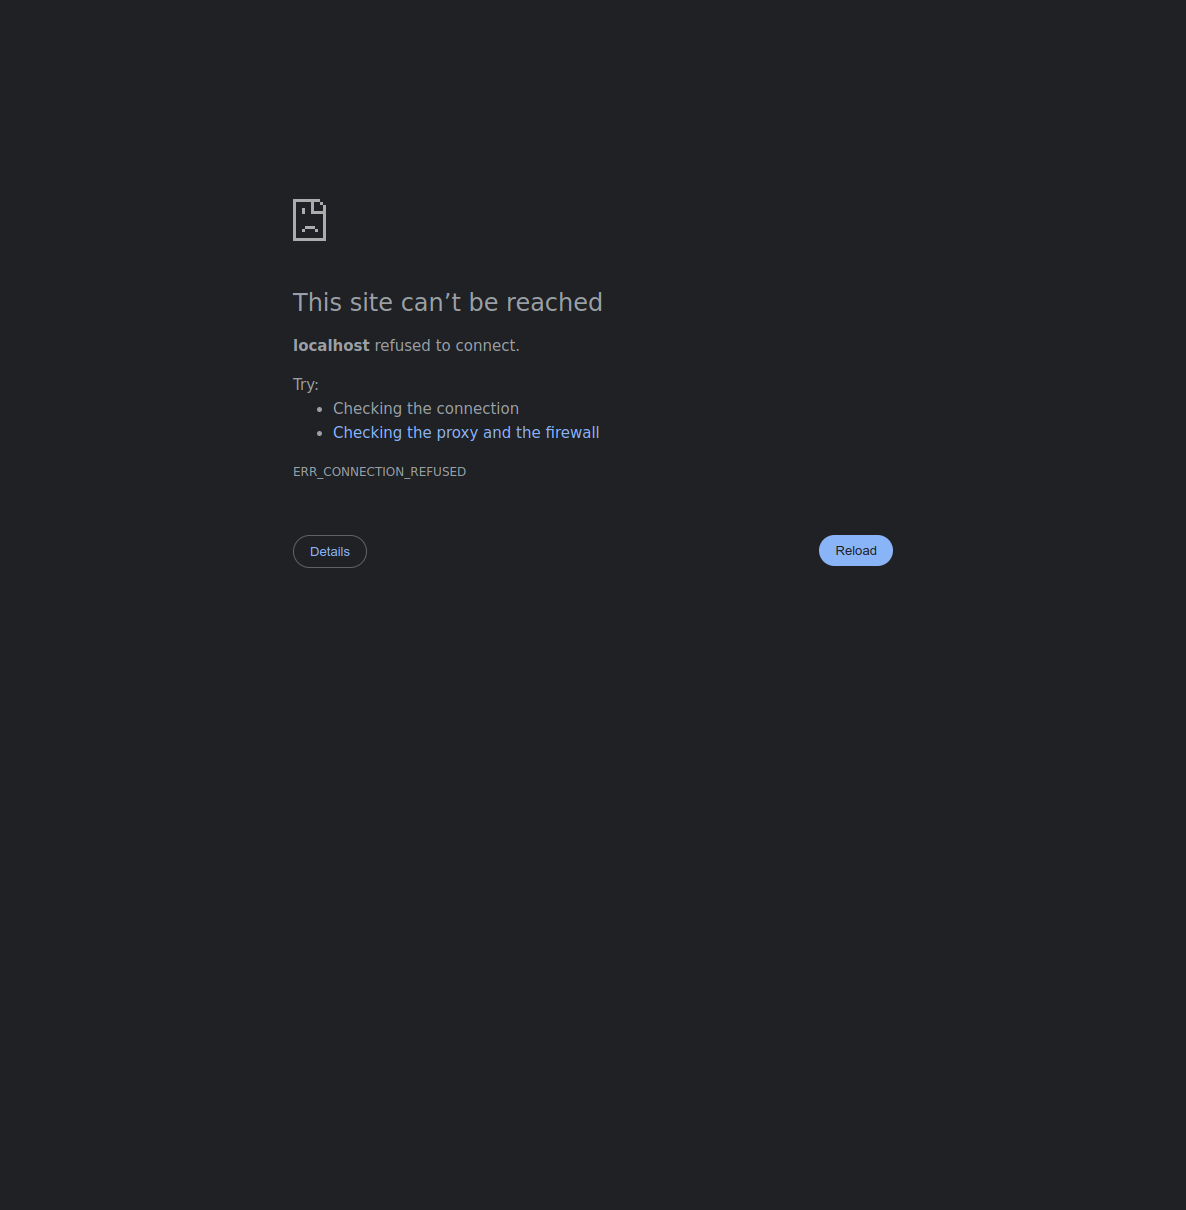 This site can’t be reached
localhost refused to connect.
Try:
Checking the connection
Checking the proxy and the firewall
ERR_CONNECTION_REFUSED
Details
Reload